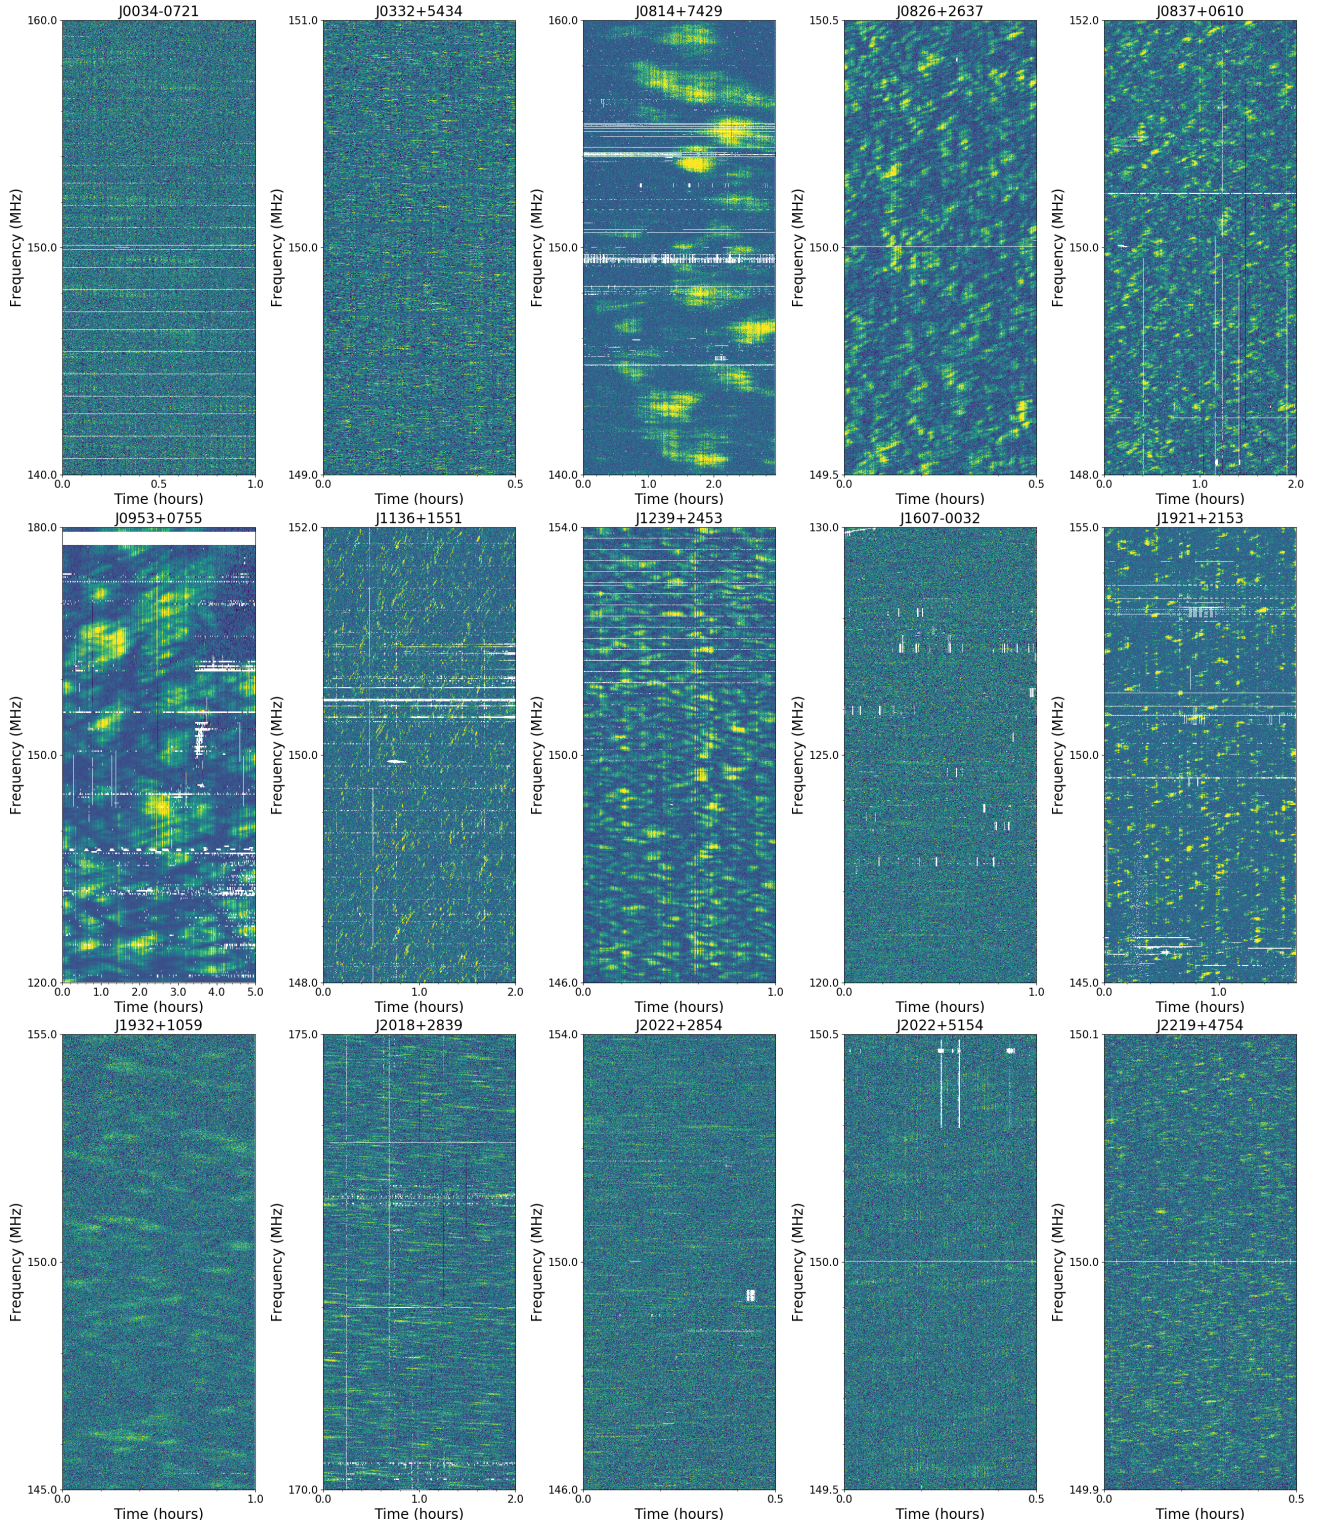 J0034-0721 J0332+5434 J0814+7429 J0826+2637 J0837+0610
160.0 151.0 160.0 150.5 152.0
Frequency (MHz) Frequency (MHz) Frequency (MHz) Frequency (MHz) Frequency (MHz)
150.0 150.0 150.0 150.0 150.0
140.0 149.0 140.0 149.5 148.0
0.0 1.0 0.0 0.5 0.0 1.0 2.0 0.0 0.5 0.0 1.0 2.0
Time (hours) Time (hours) Time (hours) Time (hours) Time (hours)
J0953+0755 J1136+1551 J1239+2453 J1607-0032 J1921+2153
180.0 152.0 154.0 130.0 155.0
Frequency (MHz) Frequency (MHz) Frequency (MHz) Frequency (MHz) Frequency (MHz)
150.0 150.0 150.0 125.0 150.0
120.0 148.0 146.0 120.0 145.0
0.0 1.0 2.0 3.0 4.0 5.0 0.0 1.0 2.0 0.0 1.0 0.0 1.0 0.0 1.0
Time (hours) Time (hours) Time (hours) Time (hours) Time (hours)
J1932+1059 J2018+2839 J2022+2854 J2022+5154 J2219+4754
155.0 175.0 154.0 150.5 150.1
Frequency (MHz) Frequency (MHz) Frequency (MHz) Frequency (MHz) Frequency (MHz)
150.0 150.0 150.0 150.0
145.0 170.0 146.0 149.5 149.9
0.0 1.0 0.0 1.0 2.0 0.0 0.5 0.0 0.5 0.0 0.5
Time (hours) Time (hours) Time (hours) Time (hours) Time (hours)